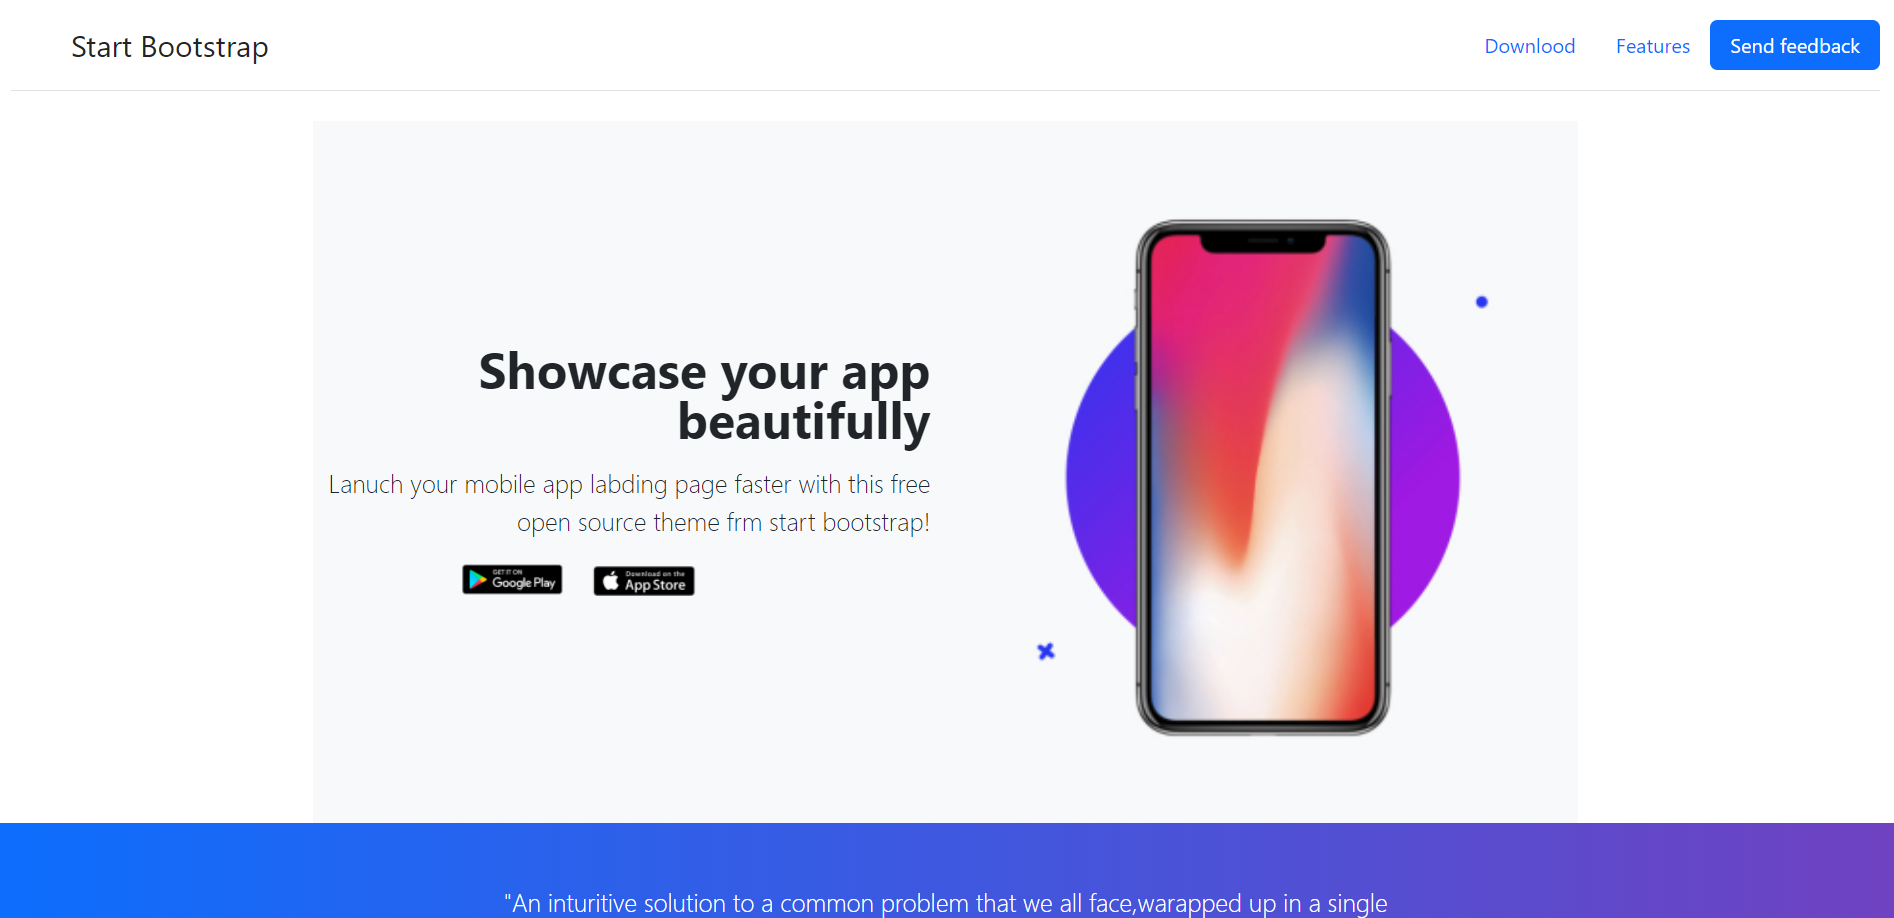 Start Bootstrap
Downlood
Features
Send feedback
Showcase your app
beautifully
Lanuch your mobile app labding page faster with this free
open source theme frm start bootstrap!
GET IT ON
Google Play
Download on the
App Store
"An inturitive solution to a common problem that we all face,warapped up in a single